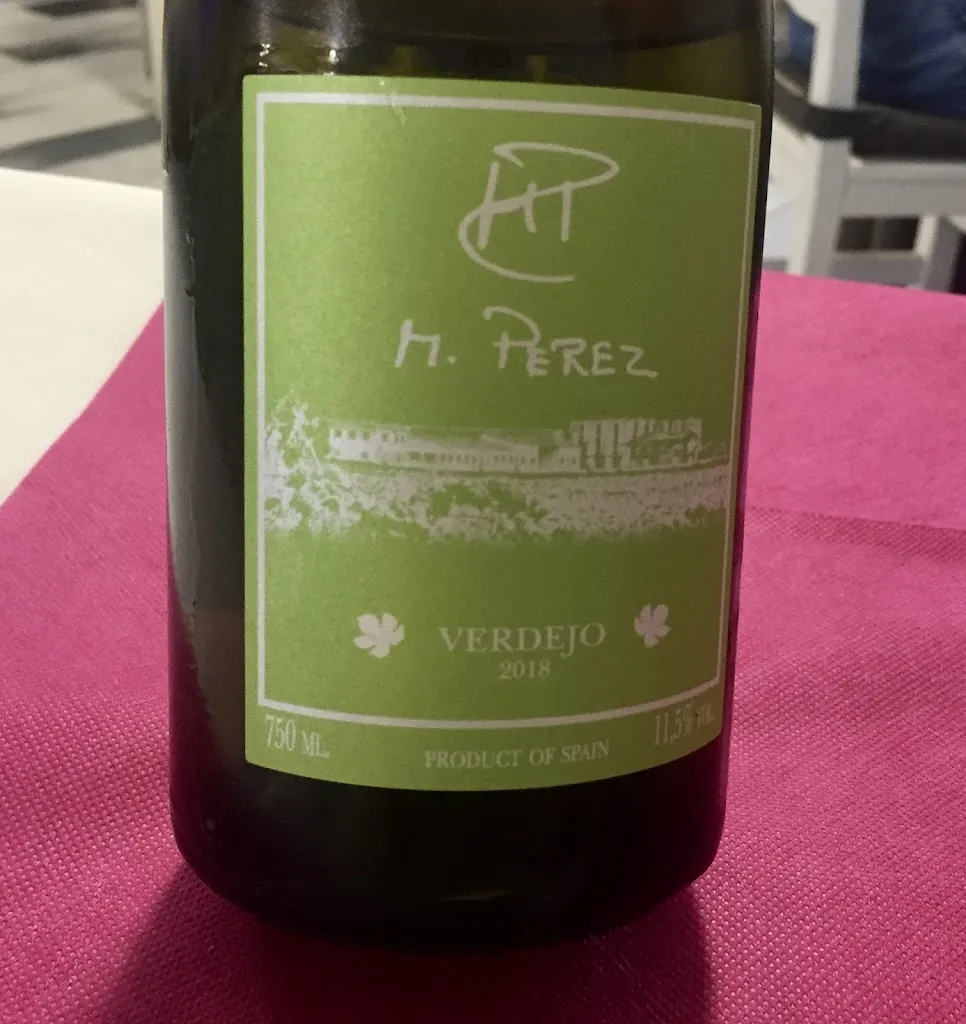 M. PEREZ
VERDEJO
2018
750 ML.
PRODUCT OF SPAIN
11,5% VOL.